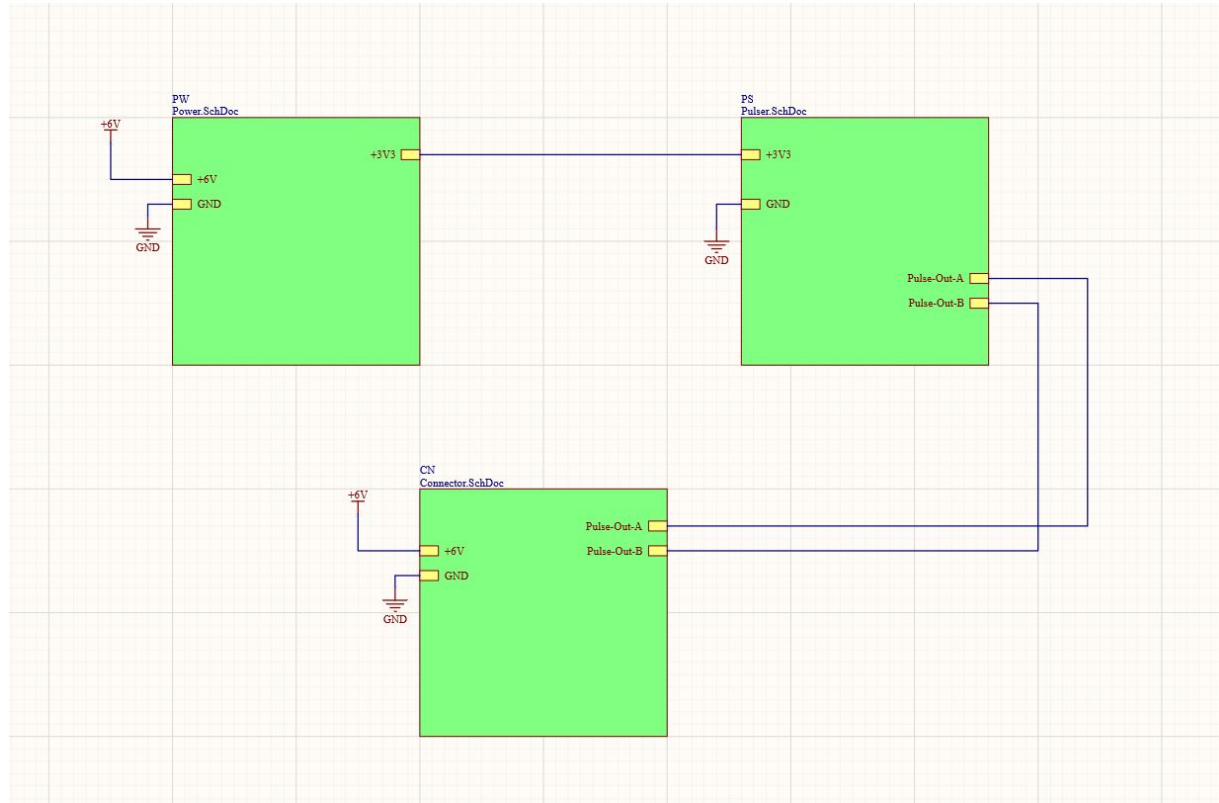 PW
Power.SchDoc
+6V
+3V3
+6V
GND
GND
PS
Pulser.SchDoc
+3V3
GND
GND
Pulse-Out-A
Pulse-Out-B
CN
Connector.SchDoc
+6V
Pulse-Out-A
Pulse-Out-B
+6V
GND
GND